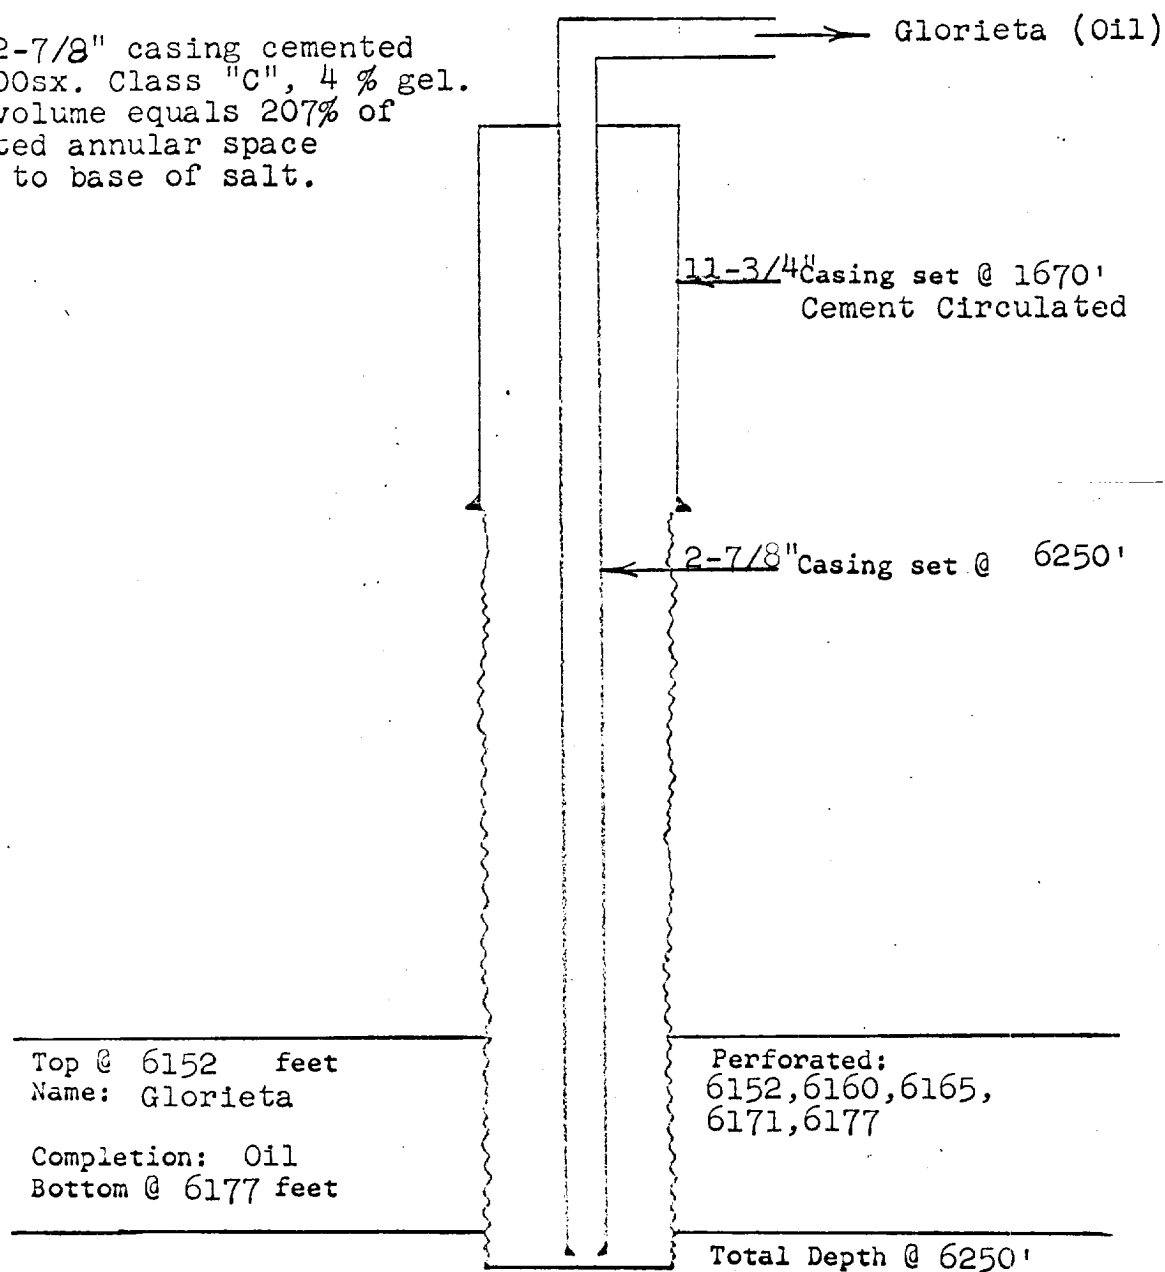 Glorieta (Oil)
2-7/8" casing cemented
00sx. Class "C", 4 % gel.
volume equals 207% of
ted annular space
to base of salt.
11-3/4" Casing set @ 1670'
Cement Circulated
2-7/8" Casing set @ 6250'
Top @ 6152 feet
Name: Glorieta
Completion: Oil
Bottom @ 6177 feet
Perforated:
6152,6160,6165,
6171,6177
Total Depth @ 6250'